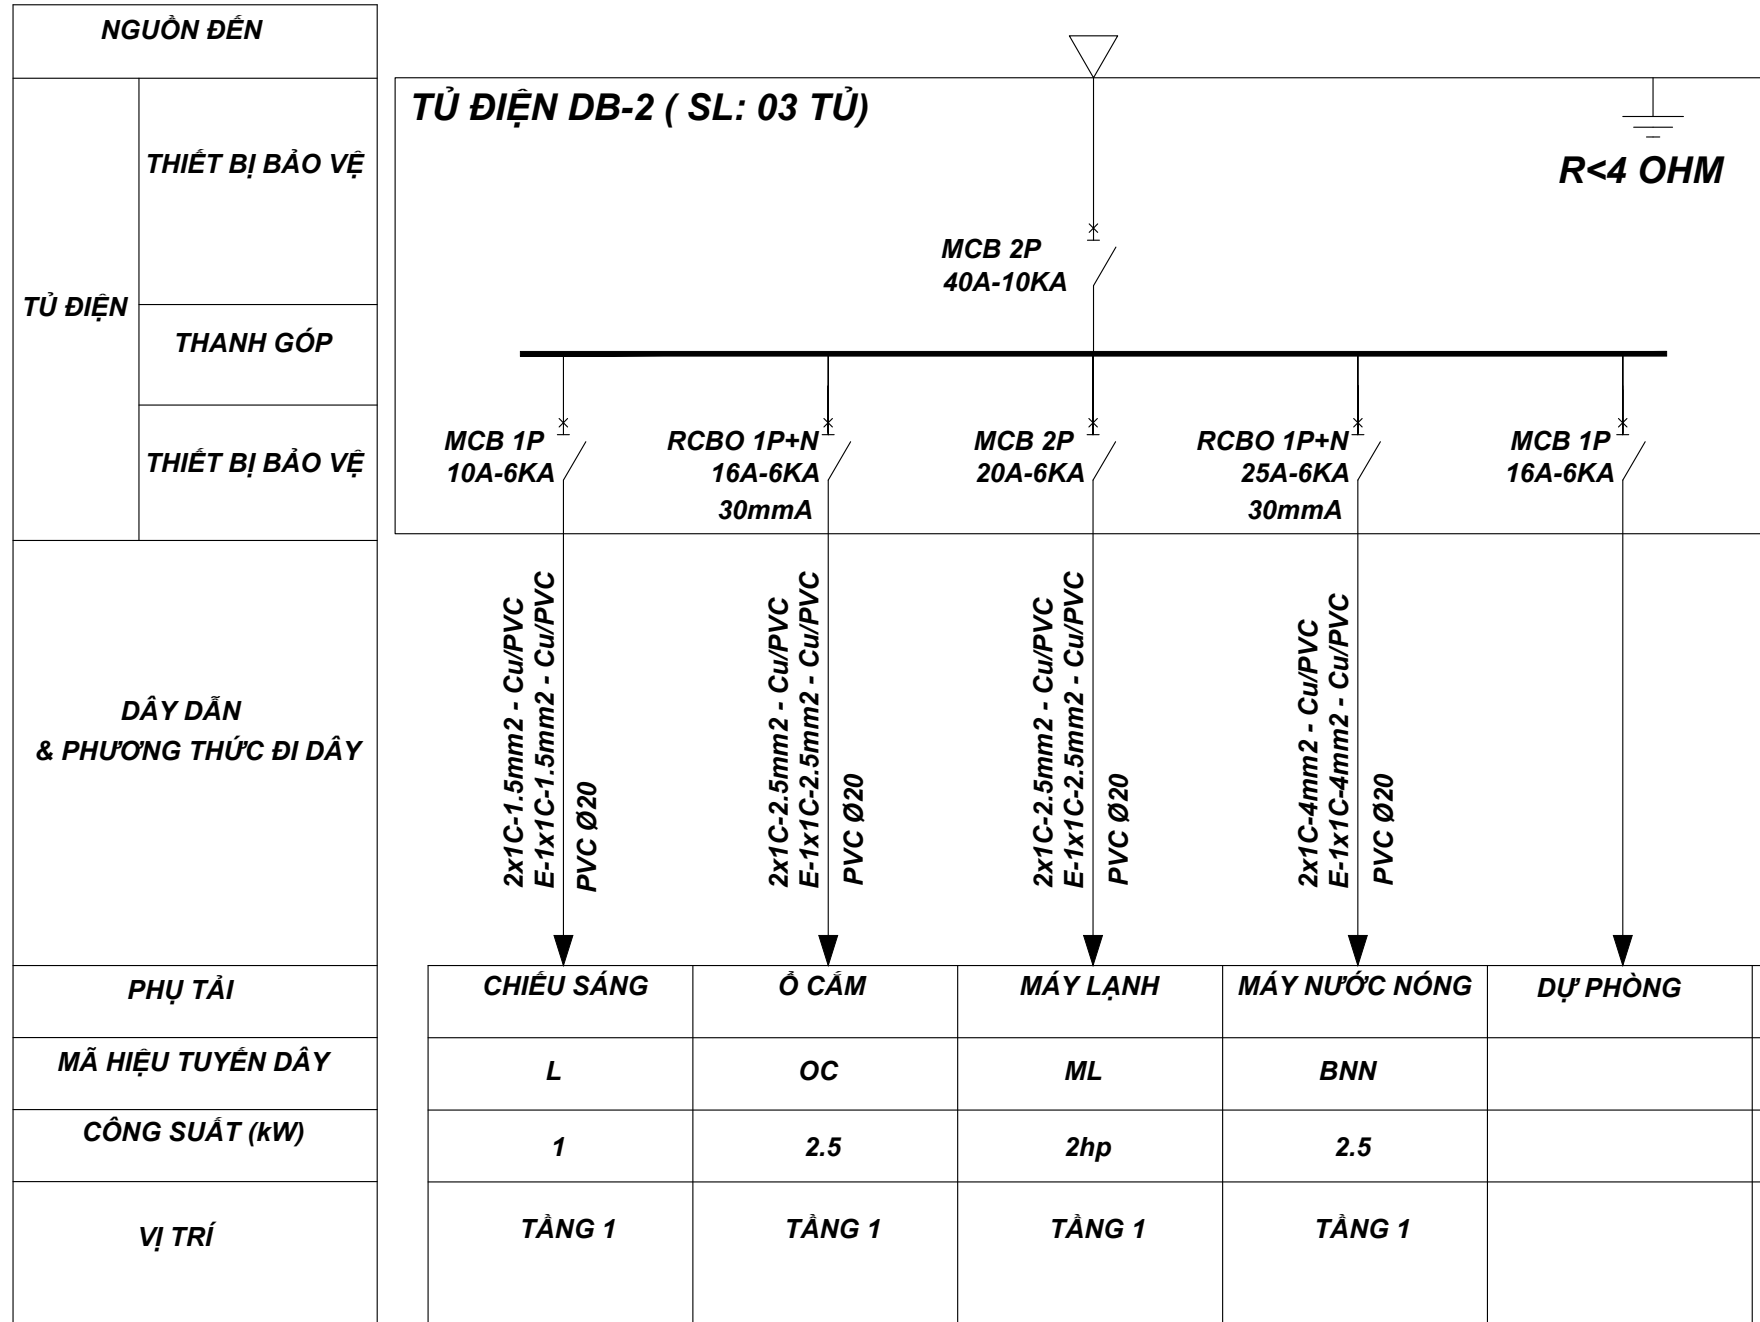 NGUỒN ĐẾN
TỦ ĐIỆN DB-2 ( SL: 03 TỦ)
THIẾT BỊ BẢO VỆ
R<4 OHM
MCB 2P
40A-10KA
TỦ ĐIỆN
THANH GÓP
THIẾT BỊ BẢO VỆ
MCB 1P
10A-6KA
RCBO 1P+N
16A-6KA
30mmA
MCB 2P
20A-6KA
RCBO 1P+N
25A-6KA
30mmA
MCB 1P
16A-6KA
DÂY DẪN
& PHƯƠNG THỨC ĐI DÂY
2x1C-1.5mm2 - Cu/PVC
E-1x1C-1.5mm2 - Cu/PVC
PVC Ø20
2x1C-2.5mm2 - Cu/PVC
E-1x1C-2.5mm2 - Cu/PVC
PVC Ø20
2x1C-2.5mm2 - Cu/PVC
E-1x1C-2.5mm2 - Cu/PVC
PVC Ø20
2x1C-4mm2 - Cu/PVC
E-1x1C-4mm2 - Cu/PVC
PVC Ø20
PHỤ TẢI
CHIẾU SÁNG
Ổ CẮM
MÁY LẠNH
MÁY NƯỚC NÓNG
DỰ PHÒNG
MÃ HIỆU TUYẾN DÂY
L
OC
ML
BNN
CÔNG SUẤT (kW)
1
2.5
2hp
2.5
VỊ TRÍ
TẦNG 1
TẦNG 1
TẦNG 1
TẦNG 1